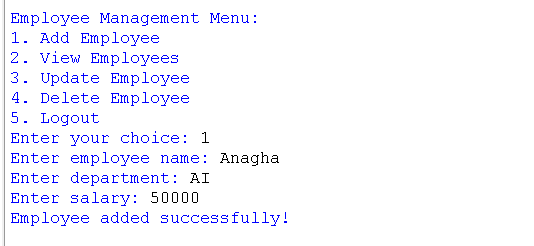 Employee Management Menu:
1. Add Employee
2. View Employees
3. Update Employee
4. Delete Employee
5. Logout
Enter your choice: 1
Enter employee name: Anagha
Enter department: AI
Enter salary: 50000
Employee added successfully!